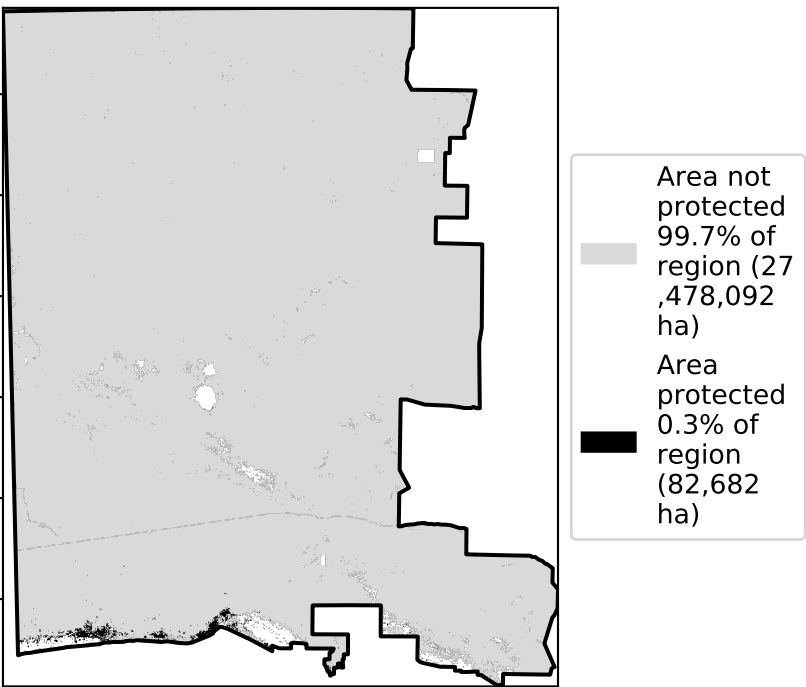 Area not
protected
99.7% of
region (27
,478,092
ha)
Area
protected
0.3% of
region
(82,682
ha)